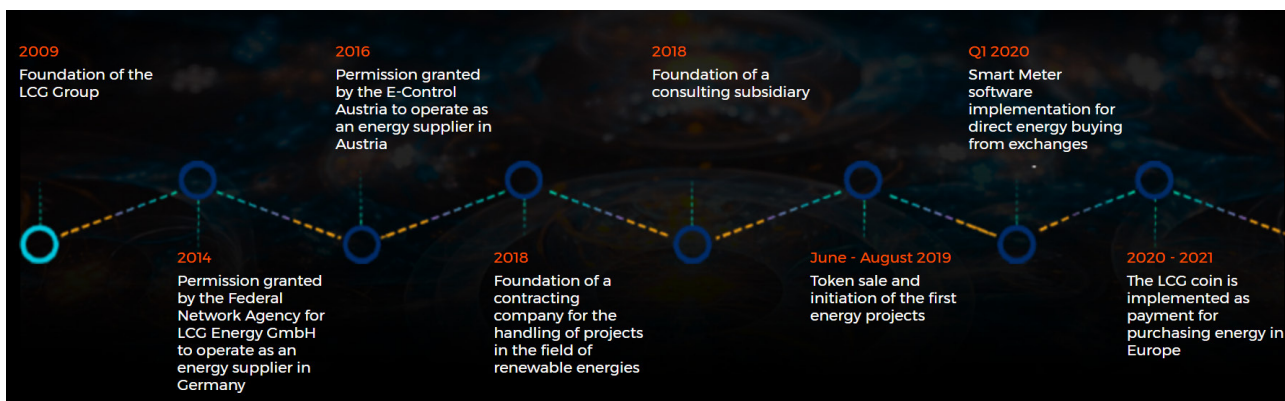 2009
Foundation of the
LCG Group
2014
Permission granted
by the Federal
Network Agency for
LCG Energy GmbH
to operate as an
energy supplier in
Germany
2016
Permission granted
by the E-Control
Austria to operate as
an energy supplier in
Austria
2018
Foundation of a
contracting
company for the
handling of projects
in the field of
renewable energies
2018
Foundation of a
consulting subsidiary
June - August 2019
Token sale and
initiation of the first
energy projects
Q1 2020
Smart Meter
software
implementation for
direct energy buying
from exchanges
2020 - 2021
The LCG coin is
implemented as
payment for
purchasing energy in
Europe